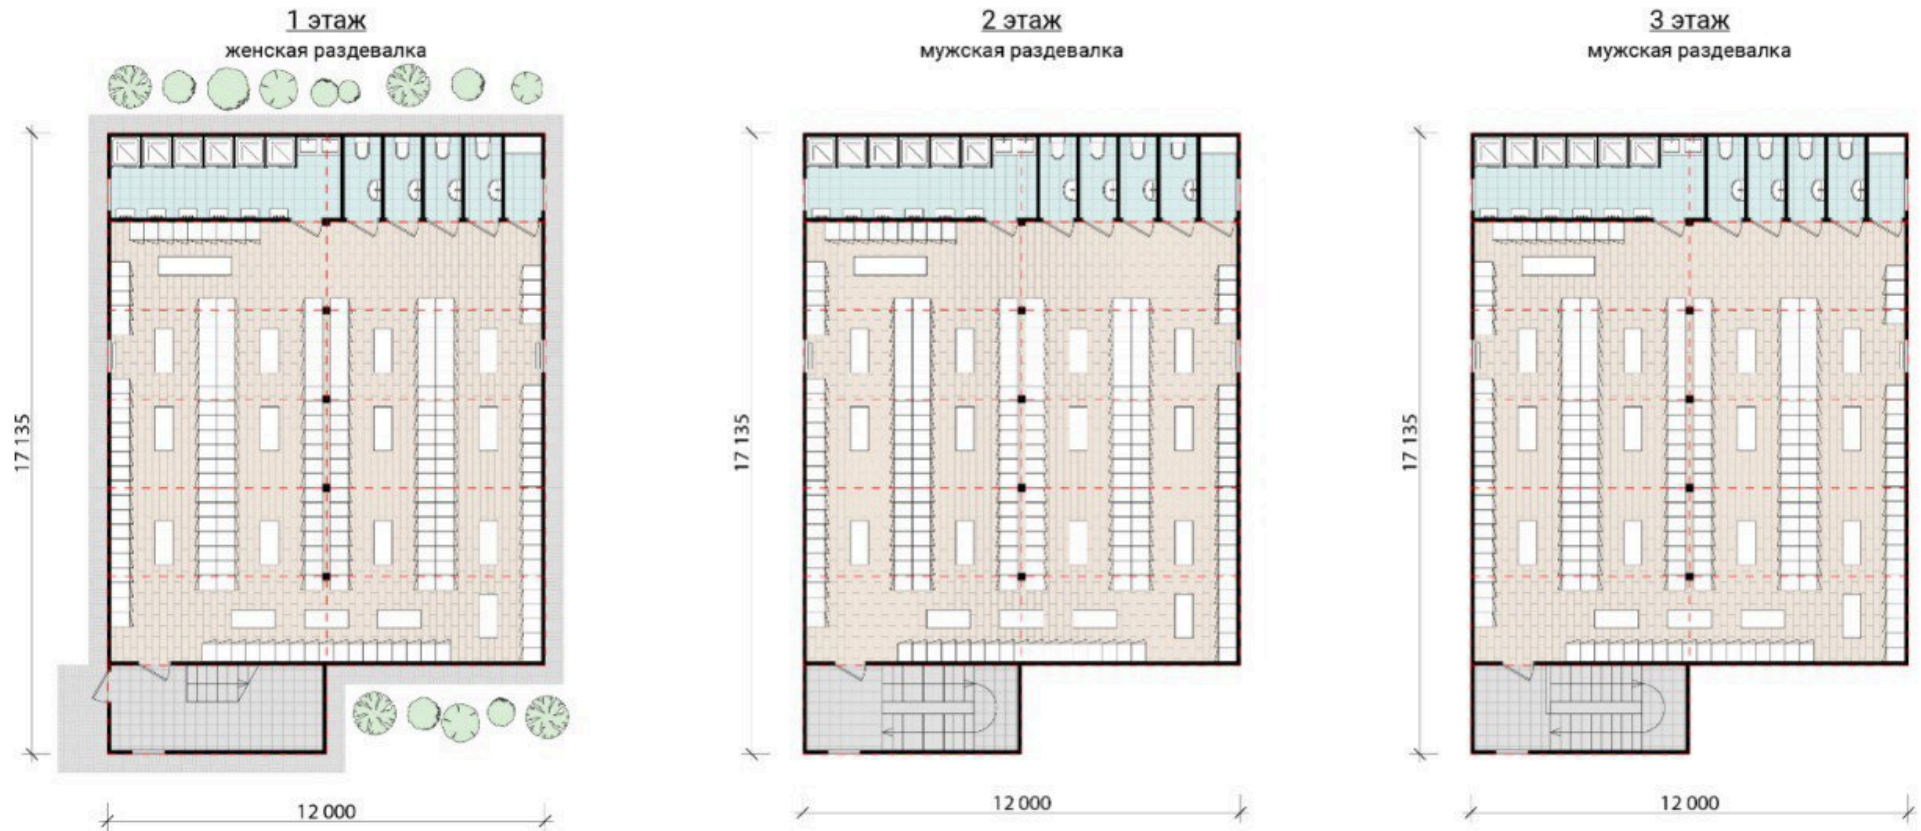 1 этаж
женская раздевалка
17 135
12 000
2 этаж
мужская раздевалка
17 135
12 000
3 этаж
мужская раздевалка
17 135
12 000